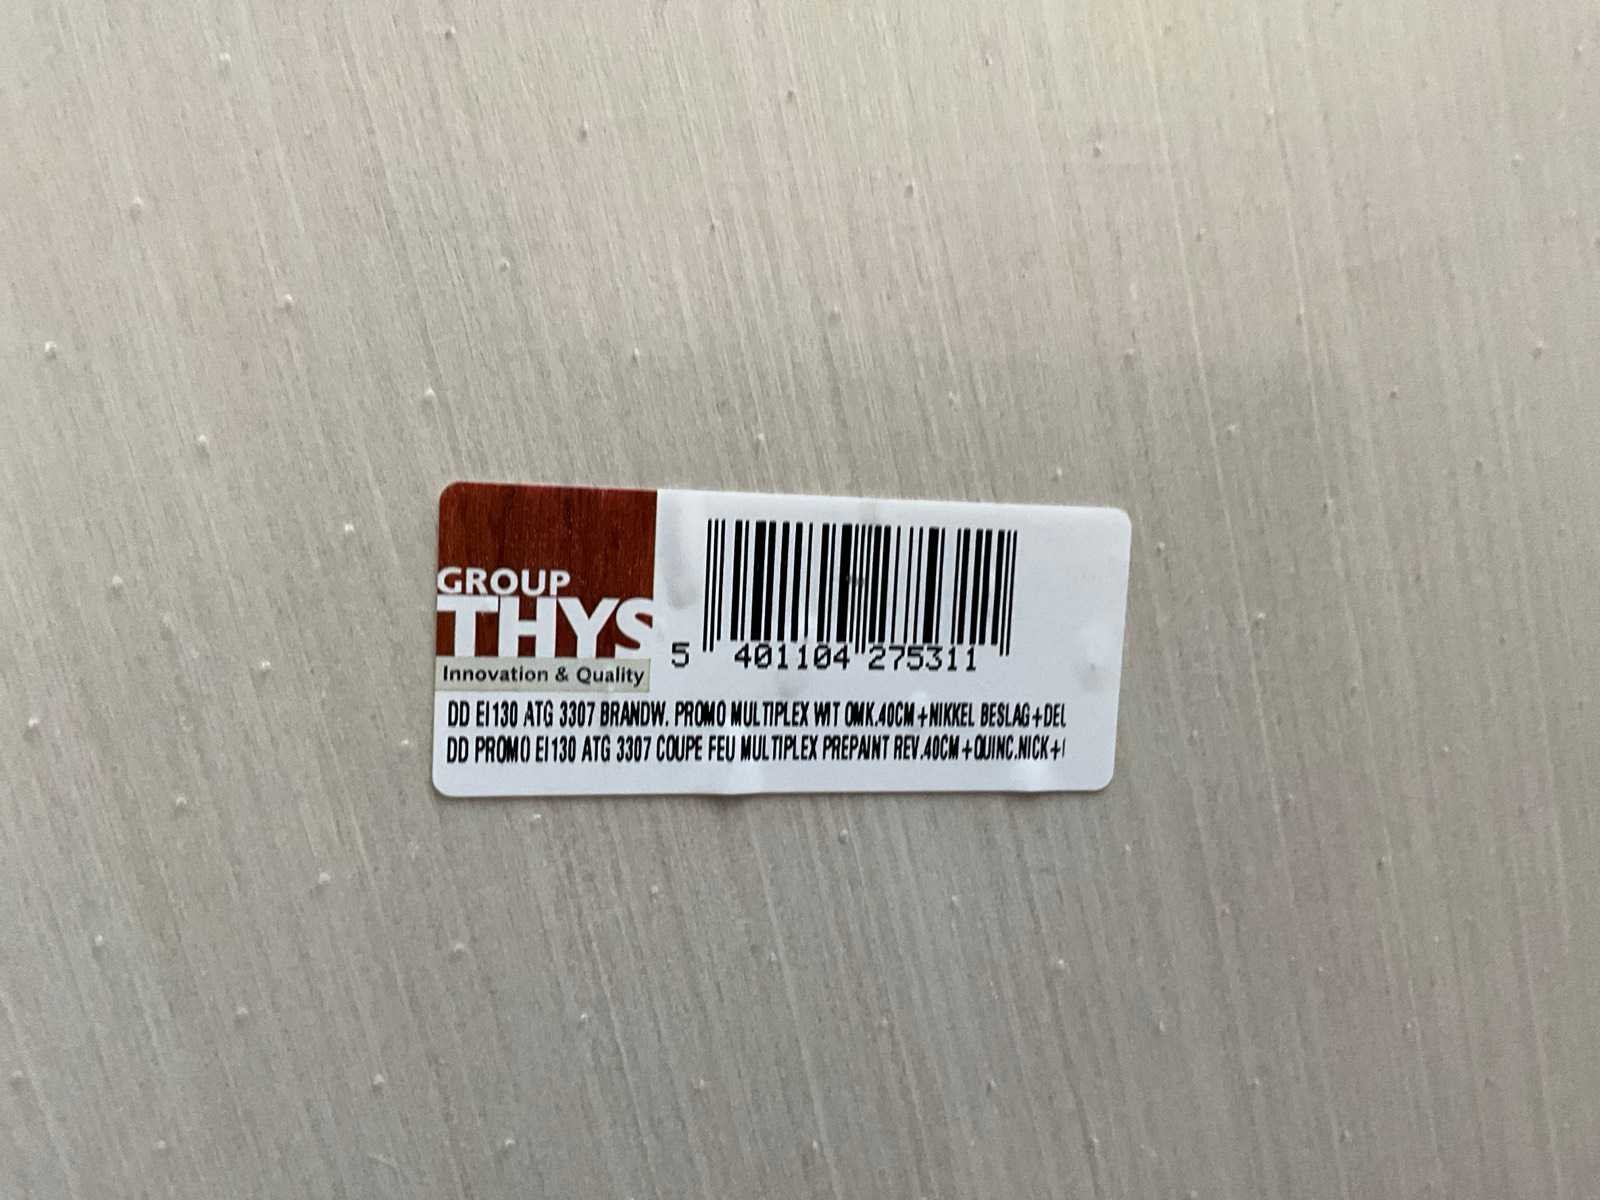 GROUP
THYS
Innovation & Quality
5 401104 275311
DD EI130 ATG 3307 BRANDW. PROMO MULTIPLEX WIT OMK.40CM+NIKKEL BESLAG+DEU
DD PROMO EI130 ATG 3307 COUPE FEU MULTIPLEX PREPAINT REV.40CM+QUINC.NICK+